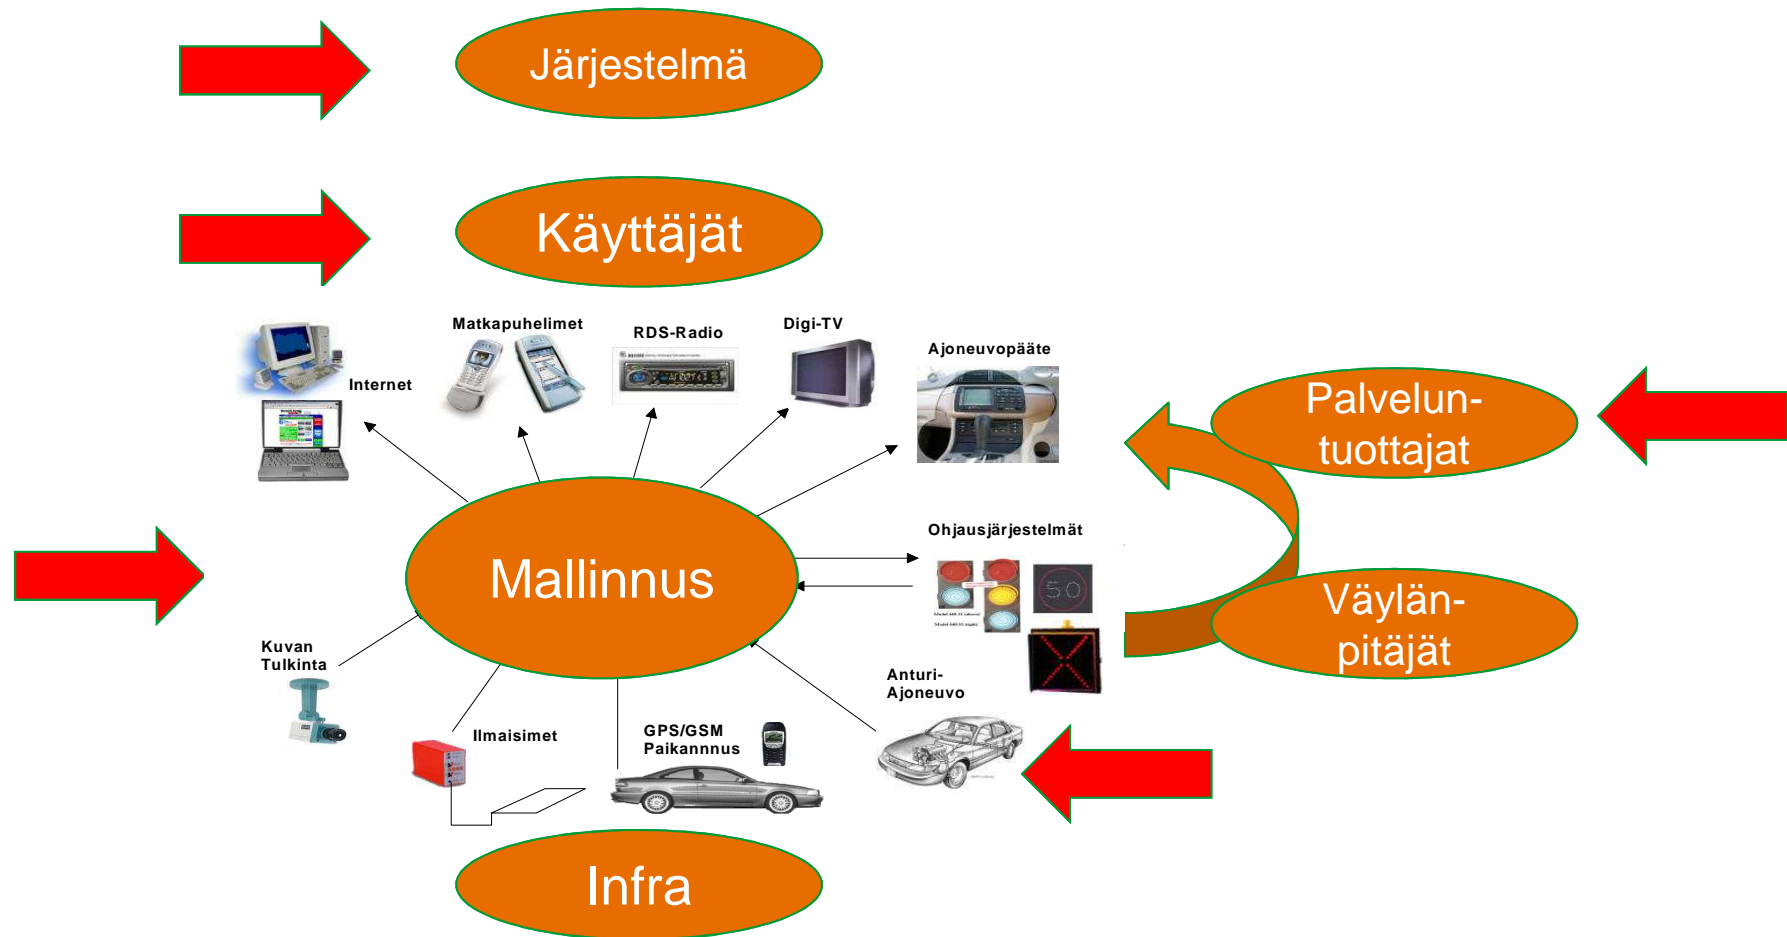 Järjestelmä
Käyttäjät
Matkapuhelimet
RDS-Radio
Digi-TV
Ajoneuvopääte
Internet
Palvelun-
tuottajat
Ohjausjärjestelmät
Mallinnus
50
Väylän-
pitäjät
Kuvan
Tulkinta
Anturi-
Ajoneuvo
Ilmaisimet
GPS/GSM
Paikannnus
Infra